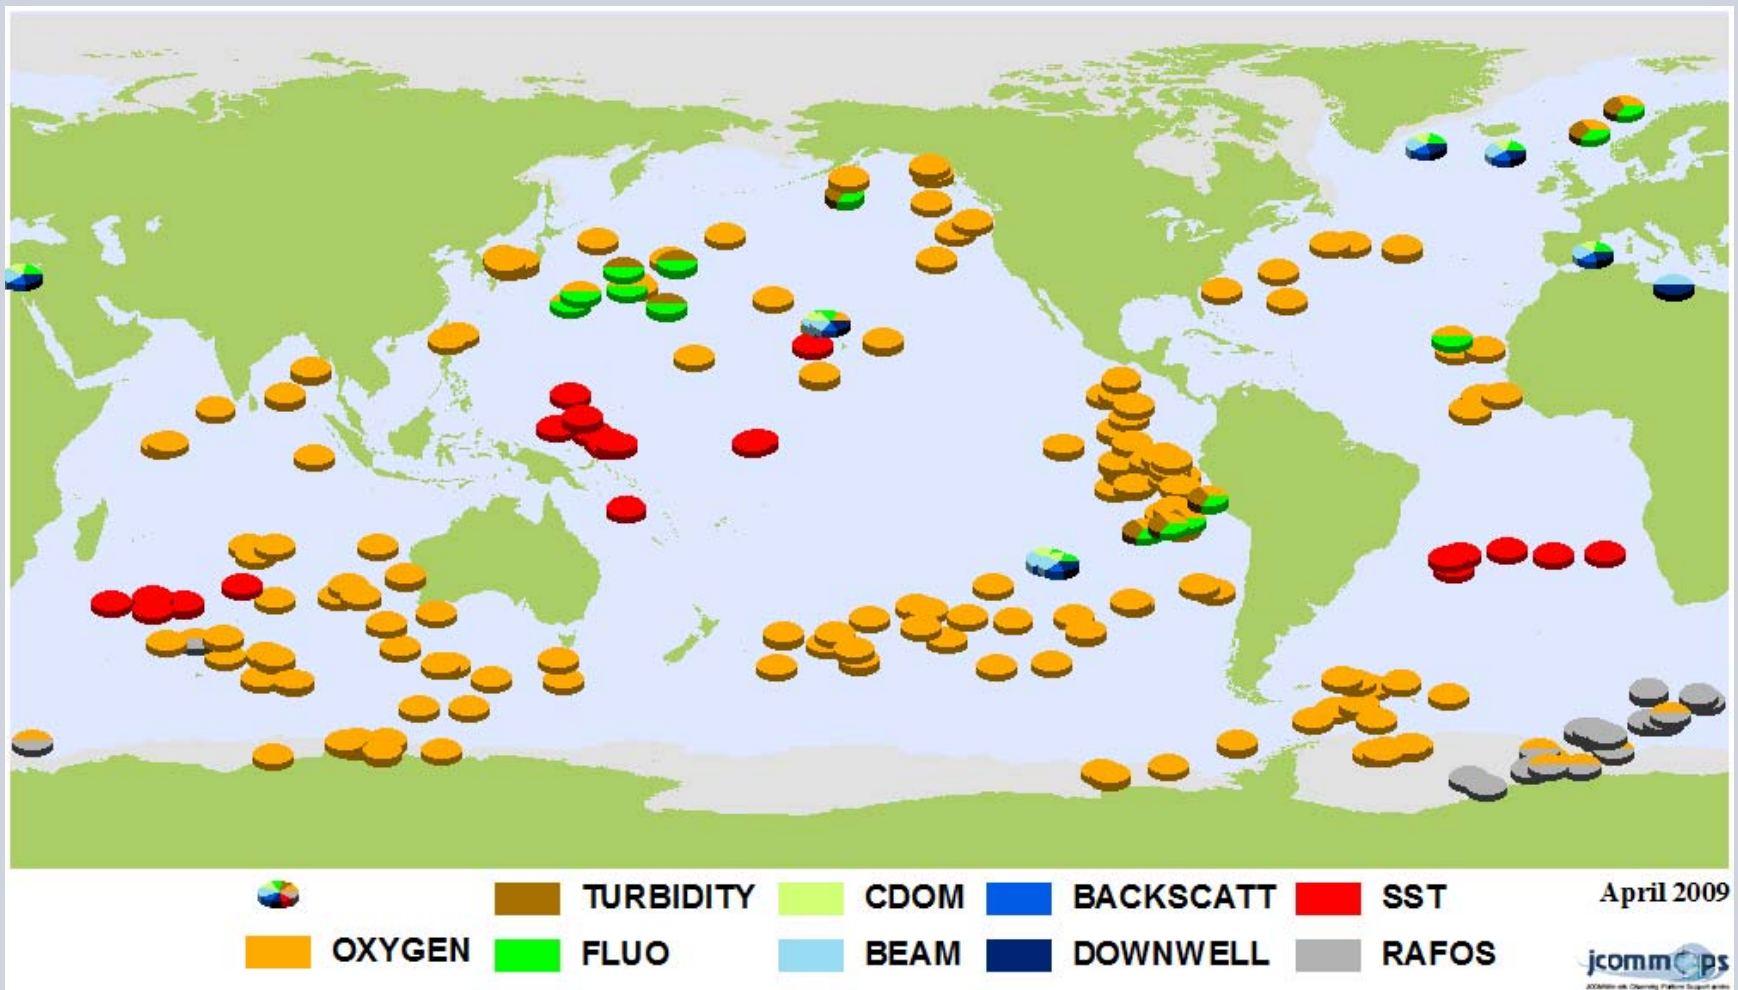 TURBIDITY CDOM BACKSCATT SST April 2009
OXYGEN FLUO BEAM DOWNWELL RAFOS
jcommops